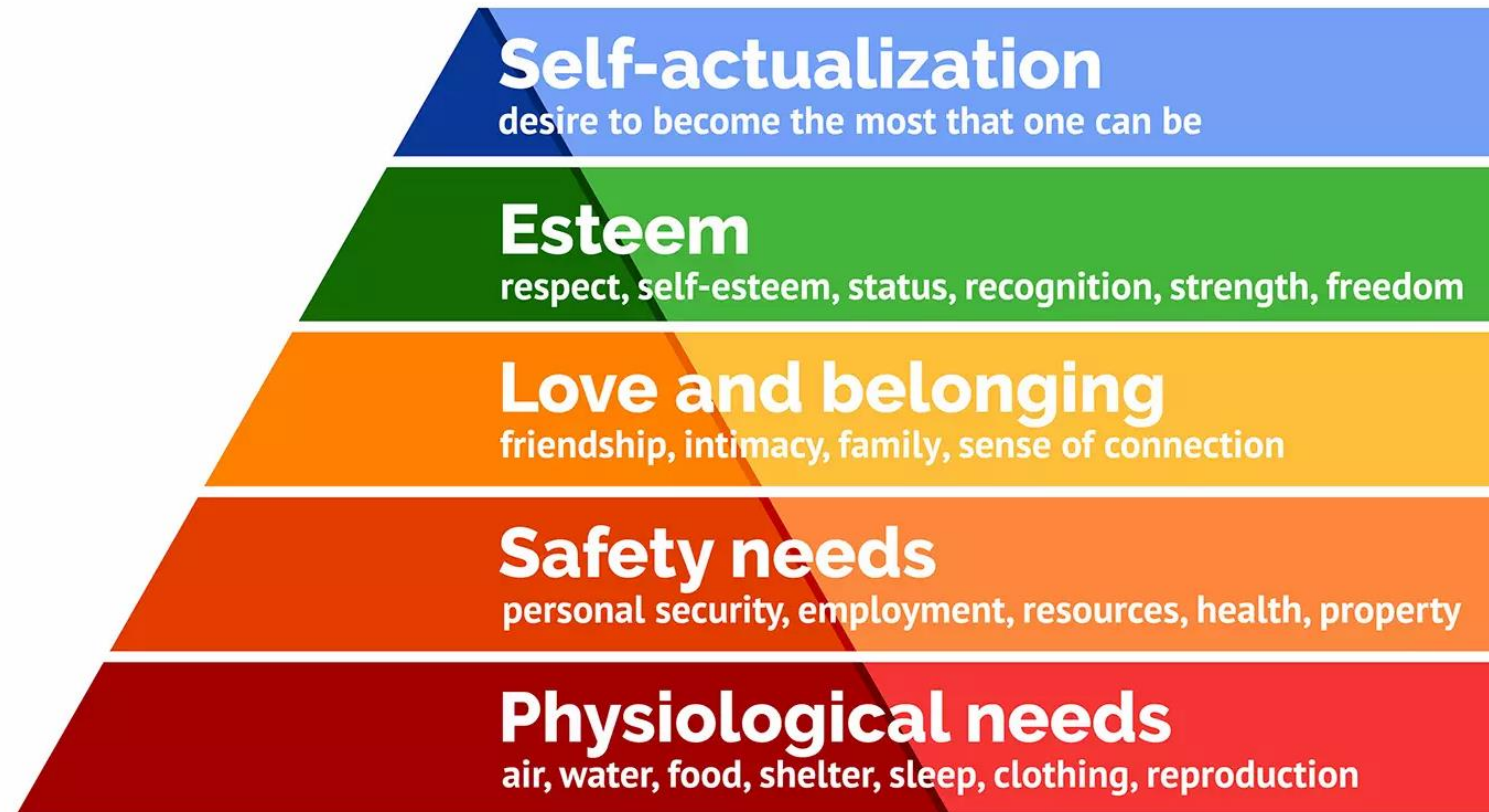 Self-actualization
desire to become the most that one can be
Esteem
respect, self-esteem, status, recognition, strength, freedom
Love and belonging
friendship, intimacy, family, sense of connection
Safety needs
personal security, employment, resources, health, property
Physiological needs
air, water, food, shelter, sleep, clothing, reproduction